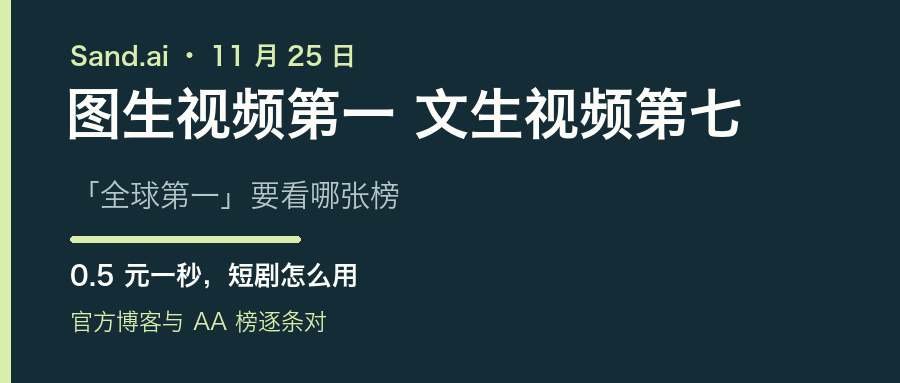 Sand.ai · 11 月 25 日
图生视频第一 文生视频第七
「全球第一」要看哪张榜
0.5 元一秒，短剧怎么用
官方博客与 AA 榜逐条对